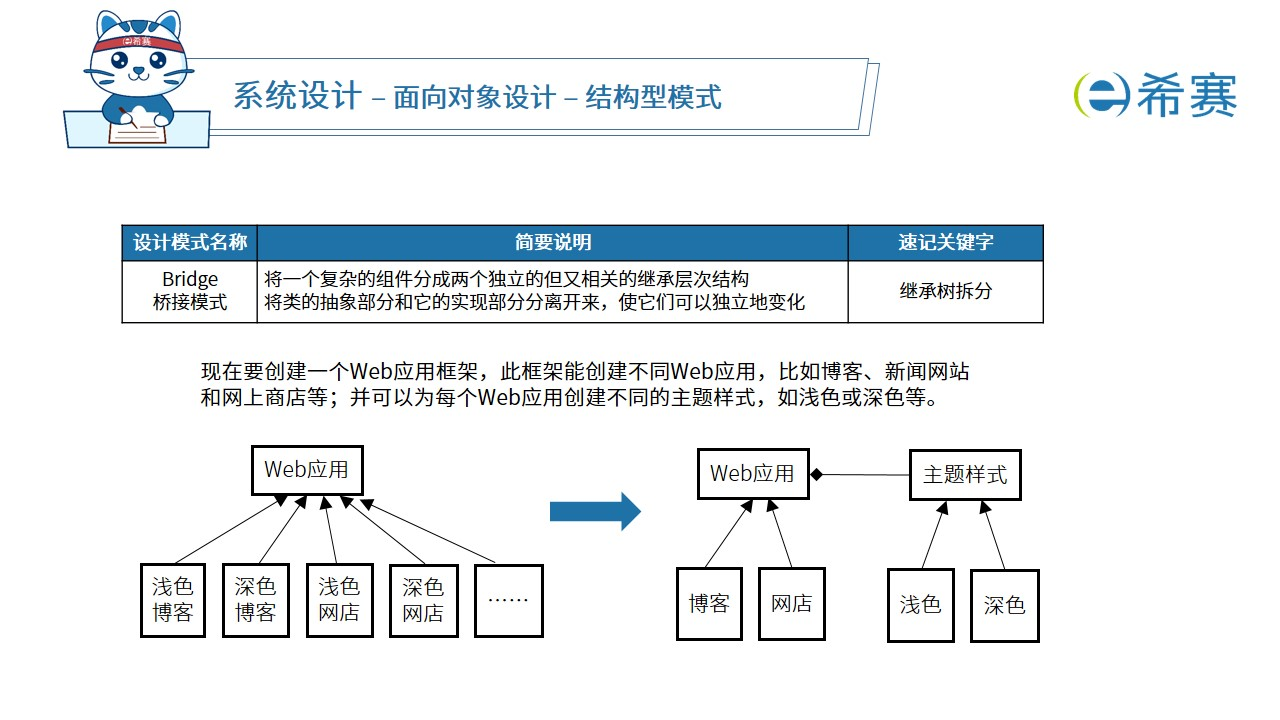 希赛
系统设计 – 面向对象设计 – 结构型模式
希赛
设计模式名称 简要说明 速记关键字
Bridge
桥接模式
将一个复杂的组件分成两个独立的但又相关的继承层次结构
将类的抽象部分和它的实现部分分离开来，使它们可以独立地变化
继承树拆分
现在要创建一个Web应用框架，此框架能创建不同Web应用，比如博客、新闻网站
和网上商店等；并可以为每个Web应用创建不同的主题样式，如浅色或深色等。
Web应用
浅色
博客
深色
博客
浅色
网店
深色
网店
……
Web应用
主题样式
博客
网店
浅色
深色